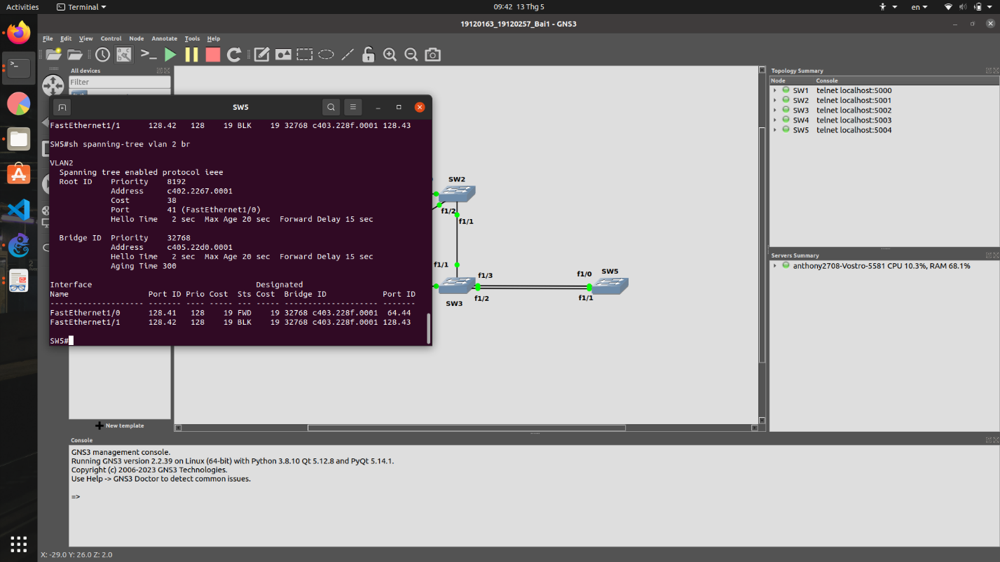 Activities
Terminal
09:42 13 Thg 5
en
19120163_19120257_Bai1 - GNS3
File Edit View Control Node Annotate Tools Help
All devices
Filter
SW5
FastEthernet1/1 128.42 128 19 BLK 19 32768 c403.228f.0001 128.43
SW5#sh spanning-tree vlan 2 br
VLAN2
Spanning tree enabled protocol ieee
Root ID Priority 8192
Address c402.2267.0001
Cost 38
Port 41 (FastEthernet1/0)
Hello Time 2 sec Max Age 20 sec Forward Delay 15 sec
Bridge ID Priority 32768
Address c405.22d0.0001
Hello Time 2 sec Max Age 20 sec Forward Delay 15 sec
Aging Time 300
Interface Designated
Name Port ID Prio Cost Sts Cost Bridge ID Port ID
-------------------- ------- ---- ----- --- ----- -------------------- -------
FastEthernet1/0 128.41 128 19 FWD 19 32768 c403.228f.0001 64.44
FastEthernet1/1 128.42 128 19 BLK 19 32768 c403.228f.0001 128.43
SW5#
SW2
f1/2
f1/1
f1/1
f1/3
f1/2
SW3
f1/0
SW5
f1/1
New template
Topology Summary
Node Console
SW1 telnet localhost:5000
SW2 telnet localhost:5001
SW3 telnet localhost:5002
SW4 telnet localhost:5003
SW5 telnet localhost:5004
Servers Summary
anthony2708-Vostro-5581 CPU 10.3%, RAM 68.1%
Console
GNS3 management console.
Running GNS3 version 2.2.39 on Linux (64-bit) with Python 3.8.10 Qt 5.12.8 and PyQt 5.14.1.
Copyright (c) 2006-2023 GNS3 Technologies.
Use Help -> GNS3 Doctor to detect common issues.
=>
X: -29.0 Y: 26.0 Z: 2.0